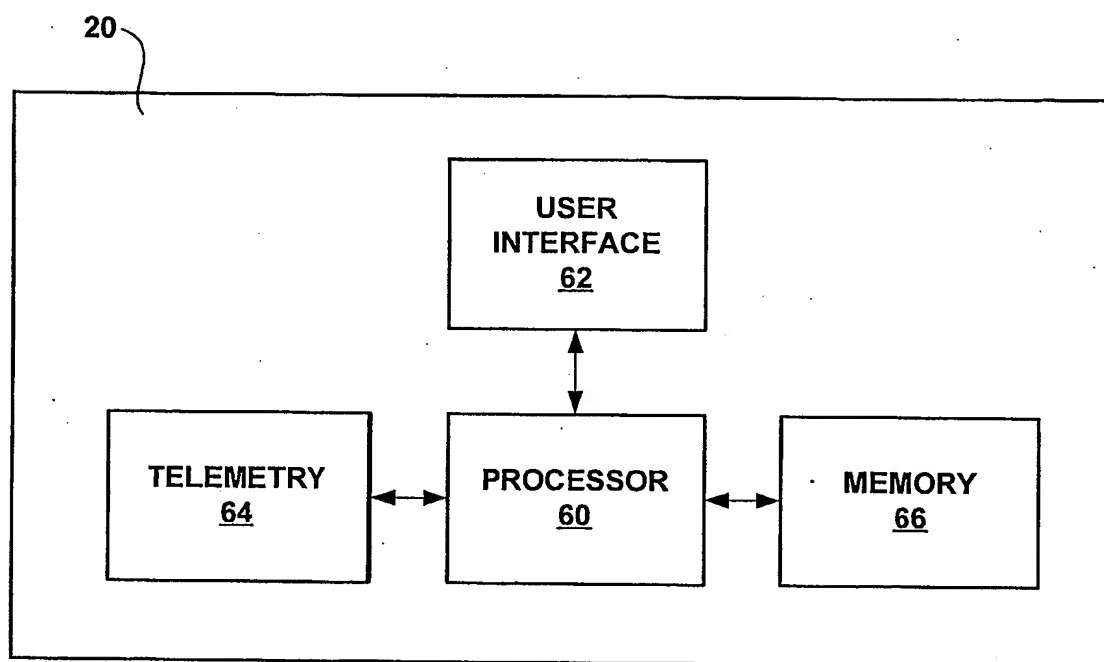 20
USER
INTERFACE
62
TELEMETRY
64
PROCESSOR
60
MEMORY
66